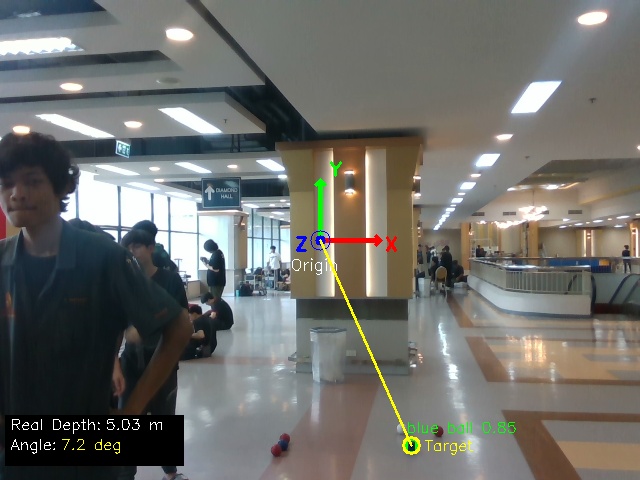 DIAMOND
HALL
Y
Z
X
Origin
blue ball 0.85
Target
Real Depth: 5.03 m
Angle: 7.2 deg